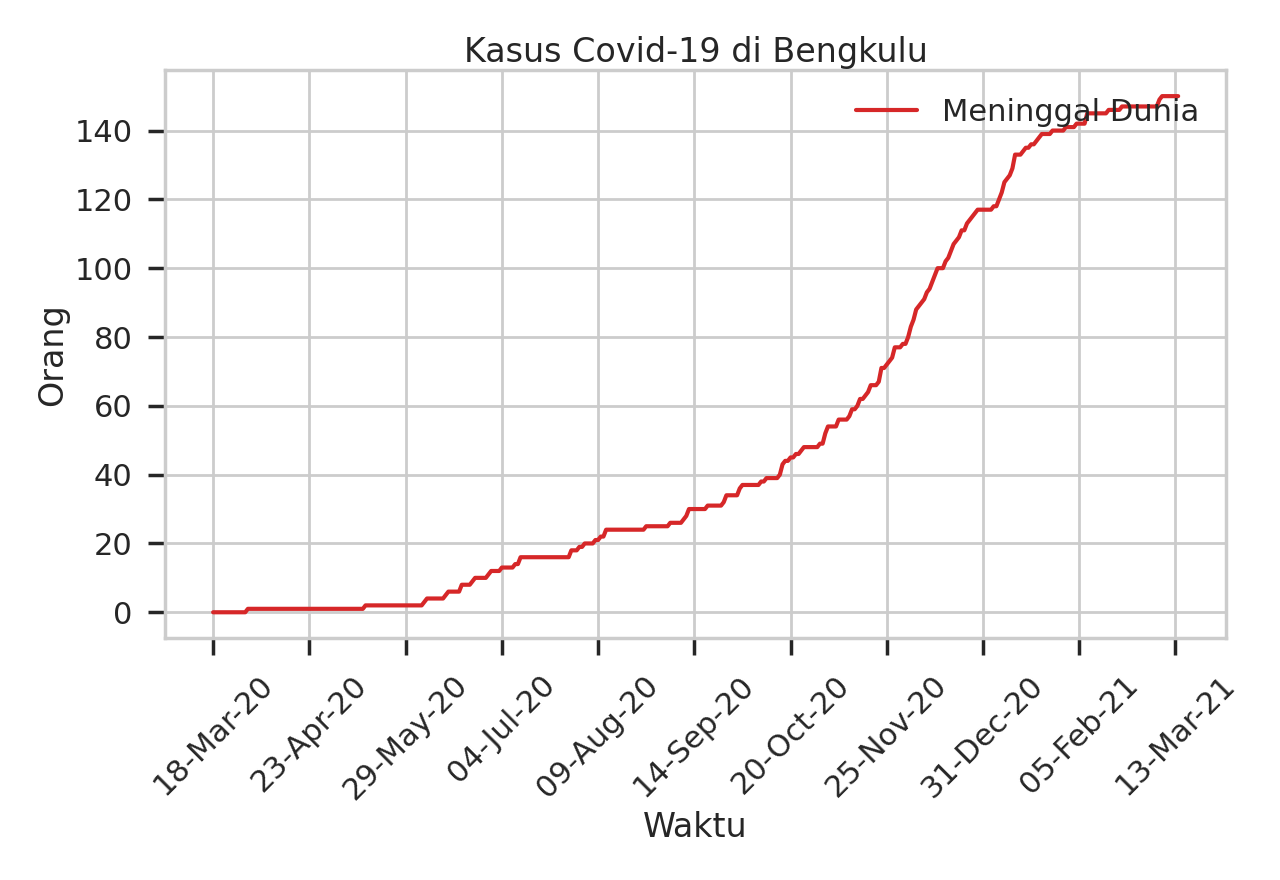 Kasus Covid-19 di Bengkulu
Meninggal Dunia
Orang
140
120
100
80
60
40
20
0
18-Mar-20
23-Apr-20
29-May-20
04-Jul-20
09-Aug-20
14-Sep-20
20-Oct-20
25-Nov-20
31-Dec-20
05-Feb-21
13-Mar-21
Waktu